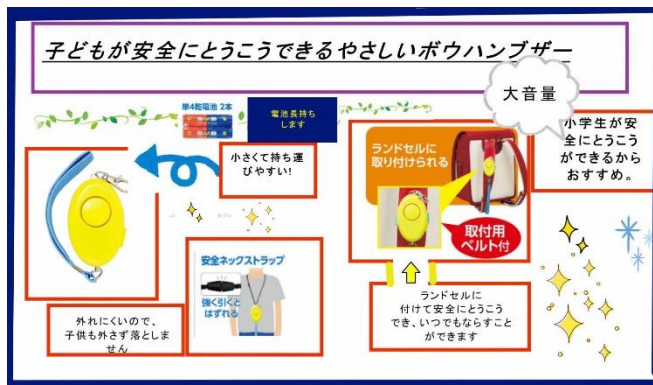 子どもが安全にとうこうできるやさしいボウハンブザー
大音量
単4乾電池 2本
電池長持ち
します
小さくて持ち運
びやすい!
ランドセルに
取り付けられる
取付用
ベルト付
小学生が安
全にとうこう
ができるから
おすすめ。
安全ネックストラップ
強く引くと
はずれる
外れにくいので、
子供も外さず落としま
せん
ランドセルに
付けて安全にとうこう
でき、いつでもならすこと
ができます